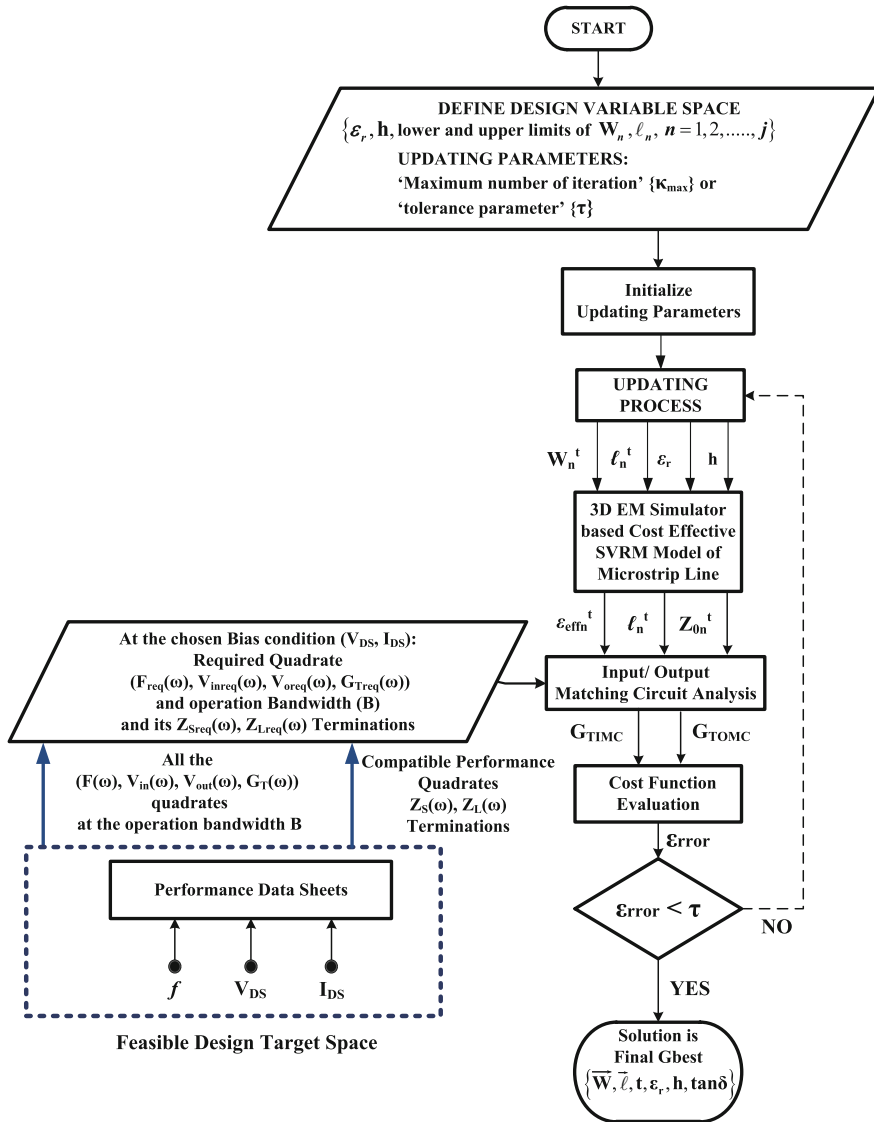 START
DEFINE DESIGN VARIABLE SPACE
{εr, h, lower and upper limits of Wn, ℓn, n = 1,2,....., j}
UPDATING PARAMETERS:
‘Maximum number of iteration’ {κmax} or
‘tolerance parameter’ {τ}
Initialize
Updating Parameters
UPDATING
PROCESS
Wn^t ℓn^t εr h
3D EM Simulator
based Cost Effective
SVRM Model of
Microstrip Line
εeffn^t ℓn^t Z0n^t
At the chosen Bias condition (VDS, IDS):
Required Quadrate
(Freq(ω), Vinreq(ω), Voreq(ω), GTreq(ω))
and operation Bandwidth (B)
and its ZSreq(ω), ZLreq(ω) Terminations
Input/ Output
Matching Circuit Analysis
GTIMC GTOMC
All the
(F(ω), Vin(ω), Vout(ω), GT(ω))
quadrates
at the operation bandwidth B
Compatible Performance
Quadrates
ZS(ω), ZL(ω)
Terminations
Cost Function
Evaluation
εrror
Performance Data Sheets
f VDS IDS
Feasible Design Target Space
εrror < τ
NO
YES
Solution is
Final Gbest
{W⃗, ℓ⃗, t, εr, h, tanδ}